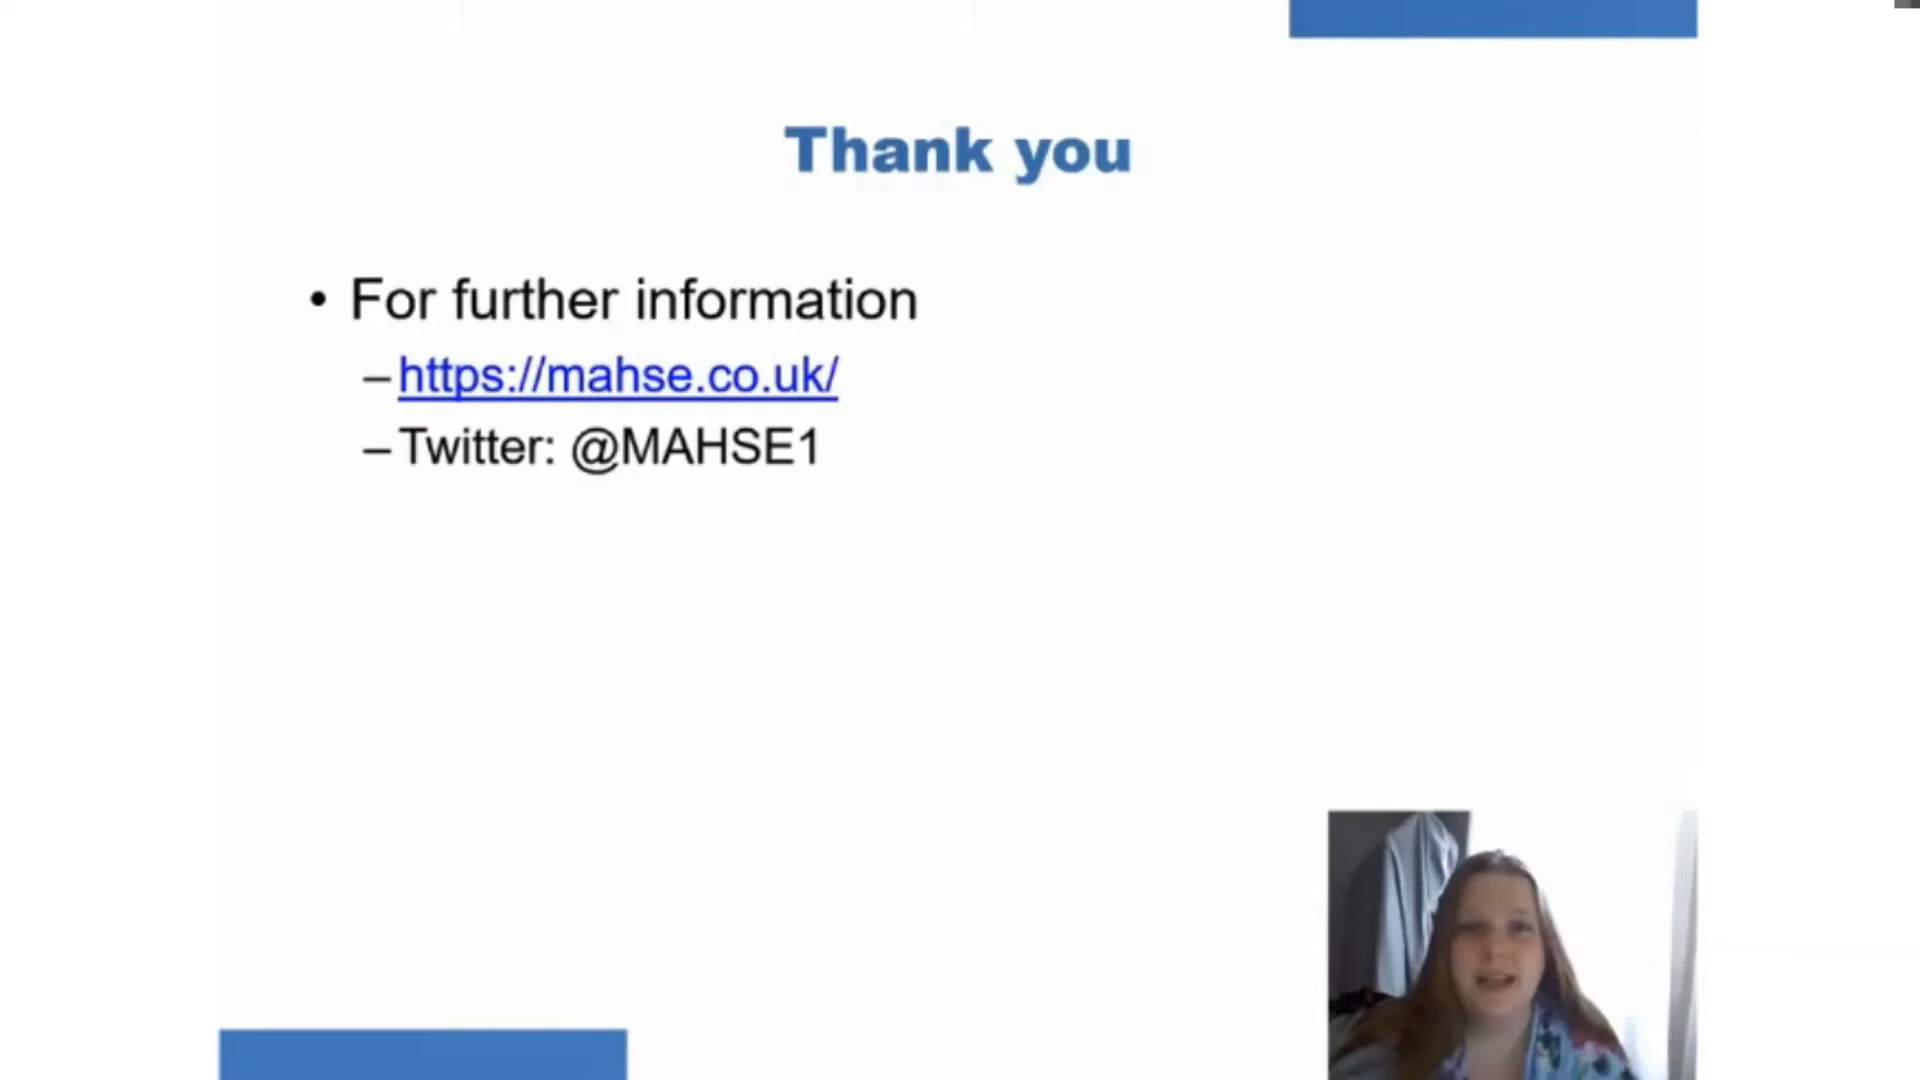 Thank you
• For further information
– https://mahse.co.uk/
– Twitter: @MAHSE1